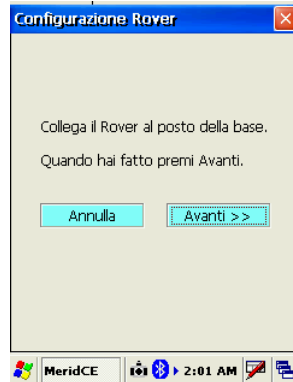 Configurazione Rover
Collega il Rover al posto della base.
Quando hai fatto premi Avanti.
Annulla
Avanti >>
MeridCE
2:01 AM